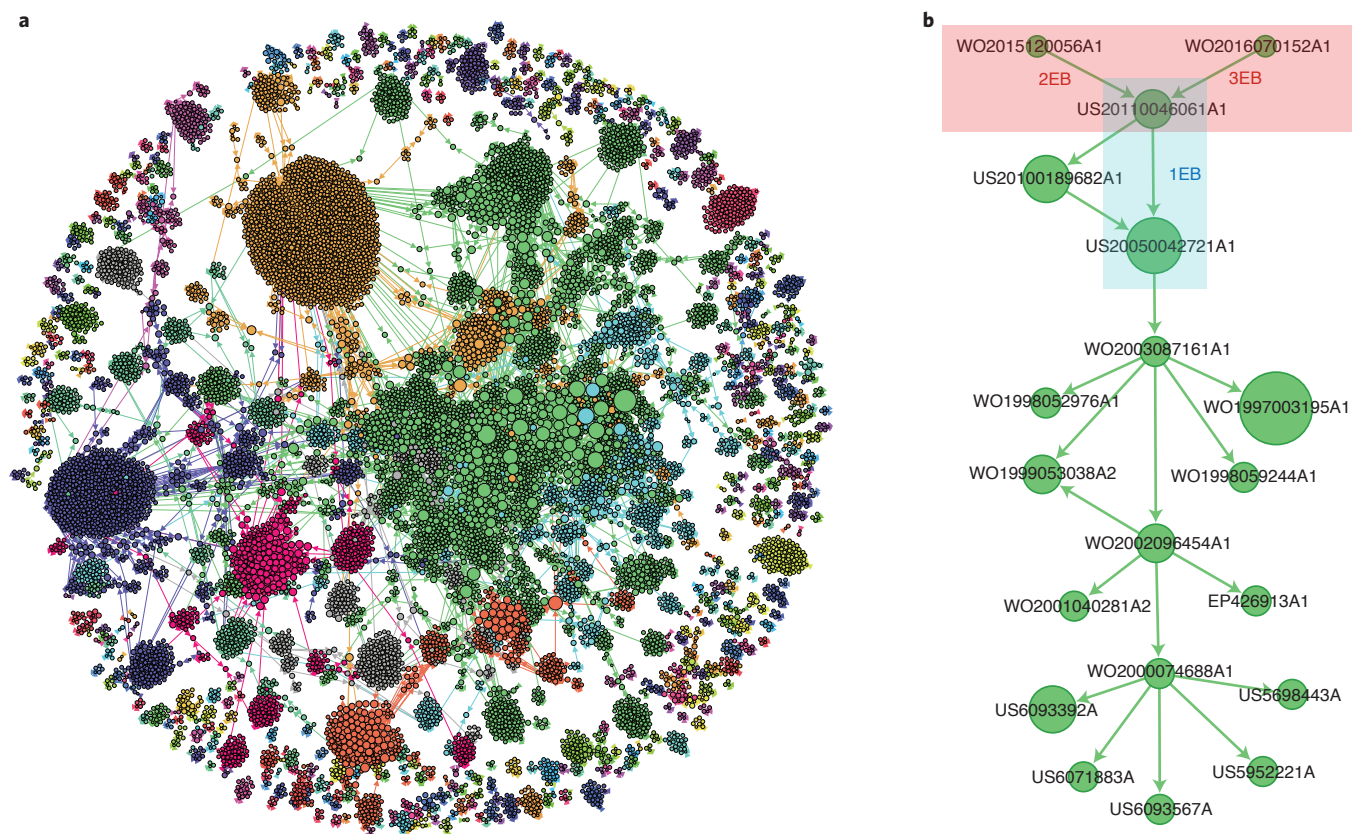 a
b
WO2015120056A1
WO2016070152A1
2EB
3EB
US20110046061A1
US20100189682A1
1EB
US20050042721A1
WO2003087161A1
WO1998052976A1
WO1997003195A1
WO1999053038A2
WO1998059244A1
WO2002096454A1
WO2001040281A2
EP426913A1
WO2000074688A1
US5698443A
US6093392A
US6071883A
US5952221A
US6093567A